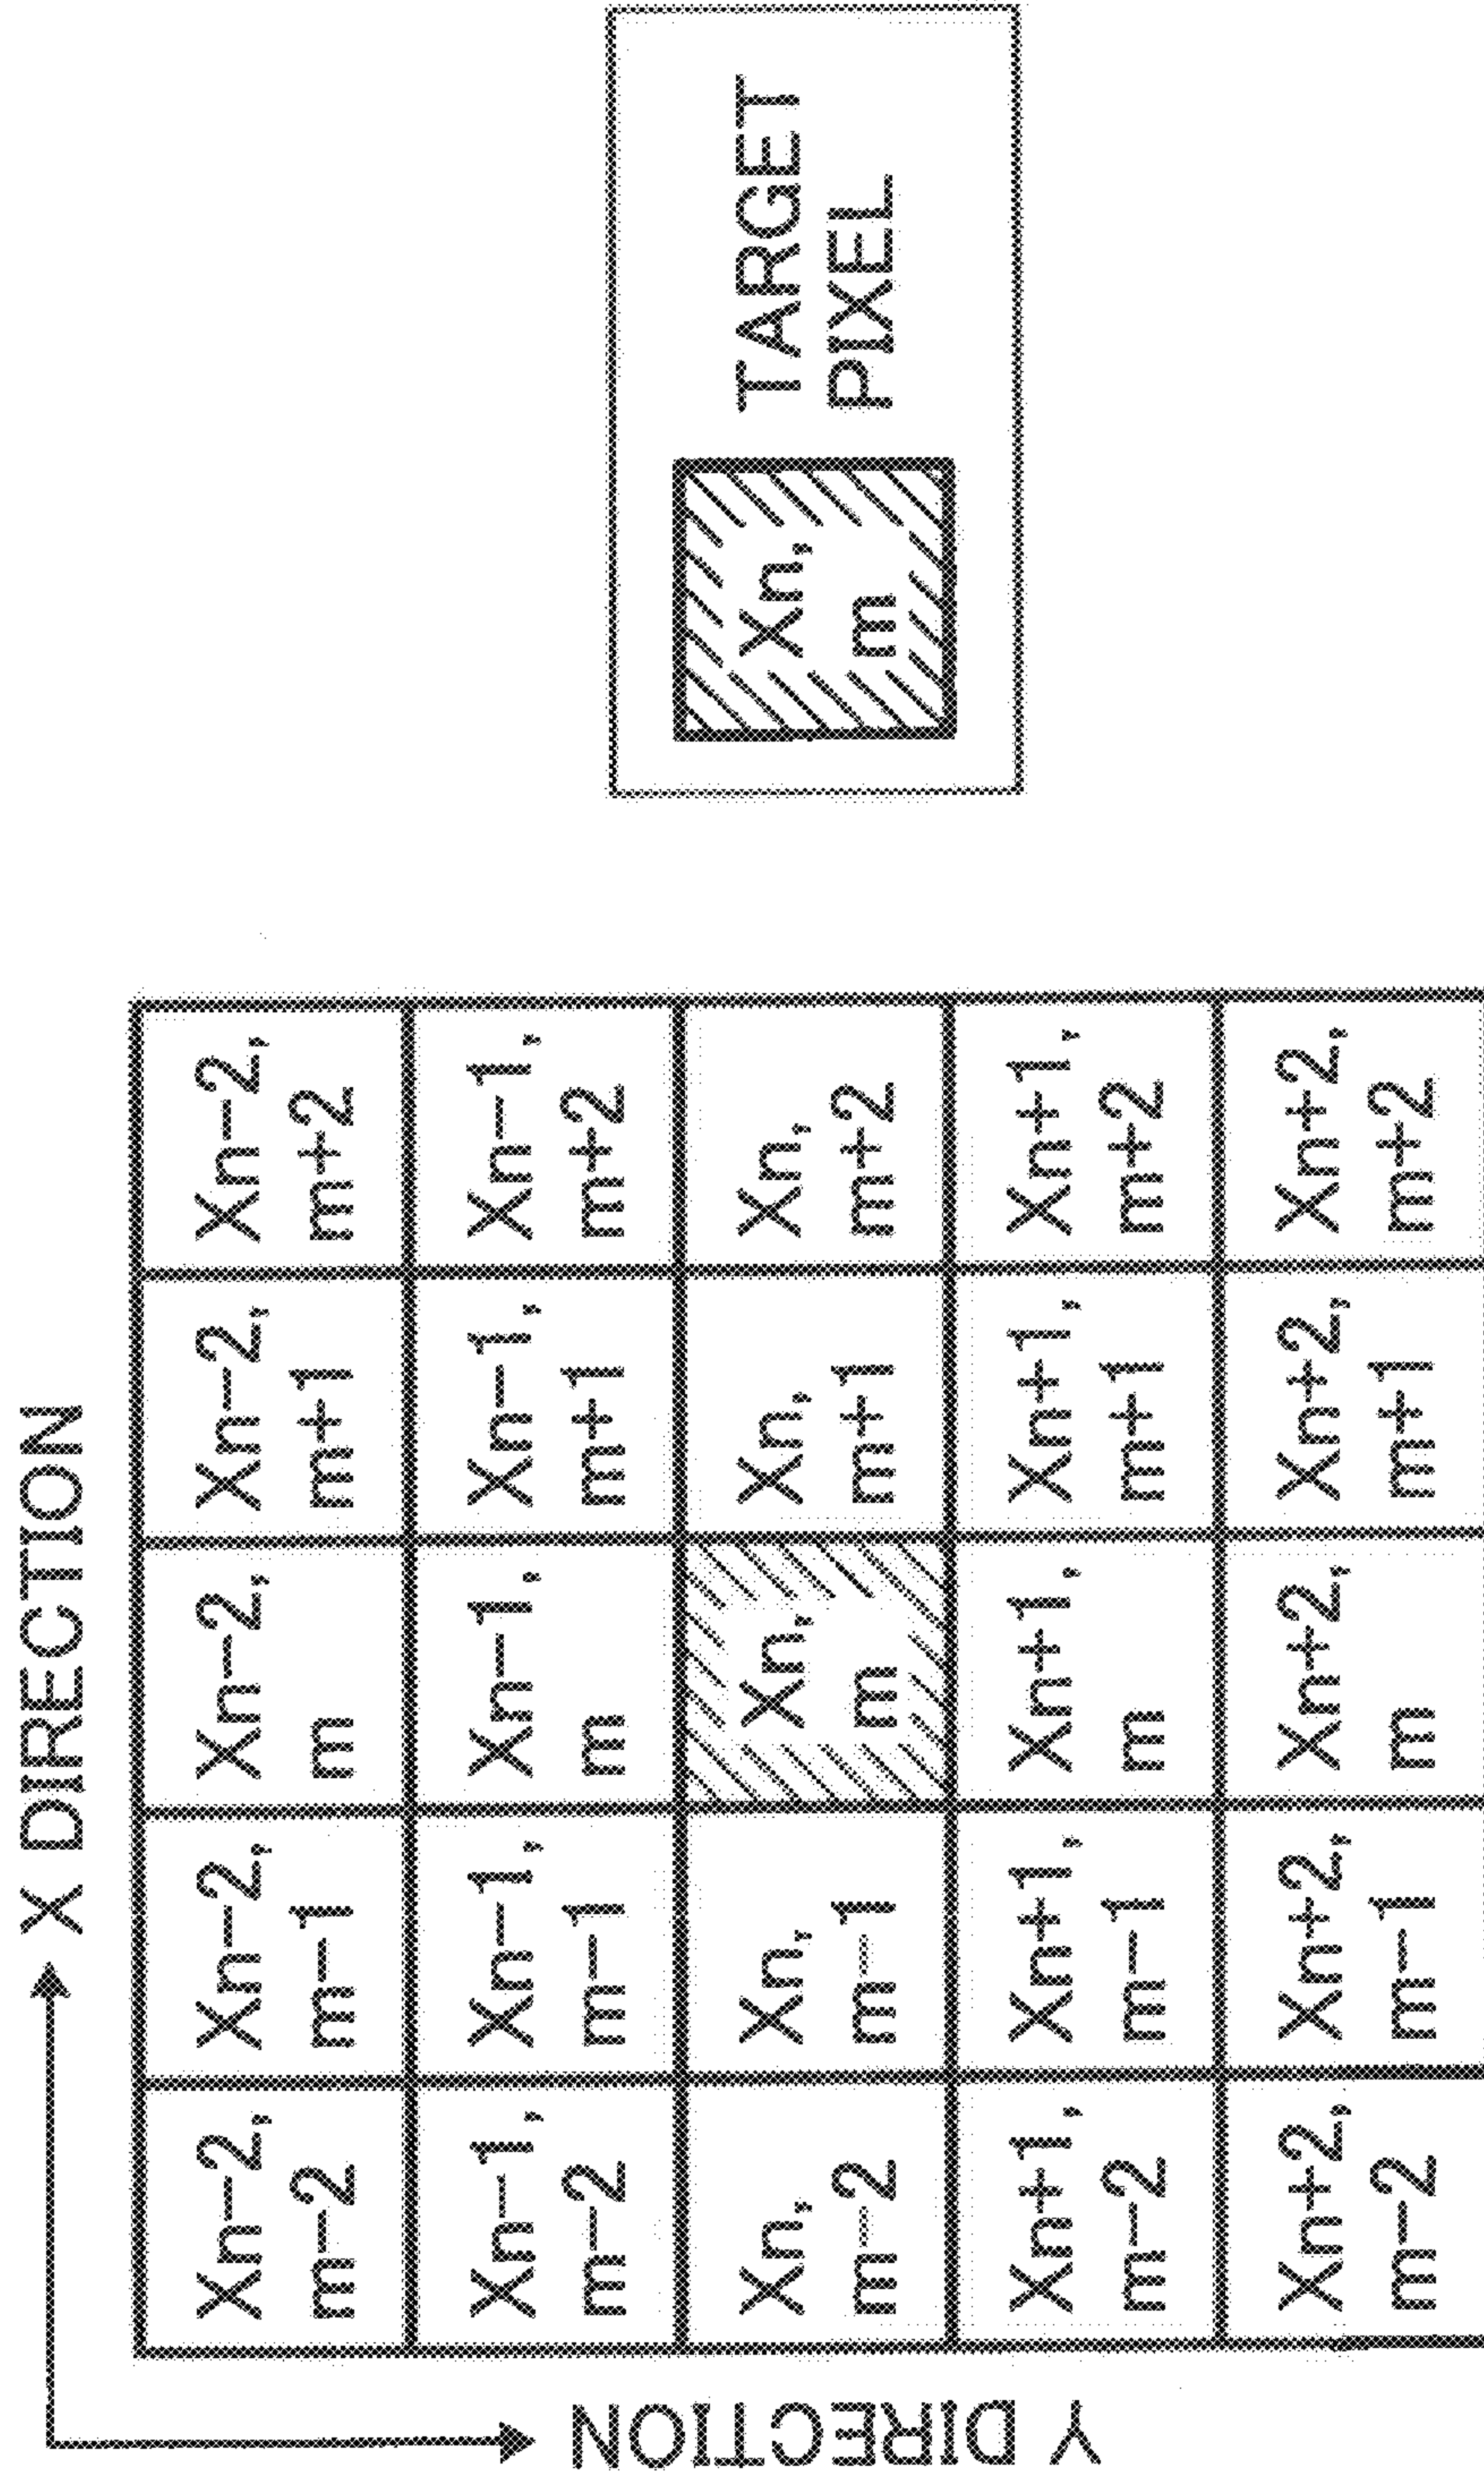 X DIRECTION
Y DIRECTION
Xn−2,
m−2
Xn−2,
m−1
Xn−2,
m
Xn−2,
m+1
Xn−2,
m+2
Xn−1,
m−2
Xn−1,
m−1
Xn−1,
m
Xn−1,
m+1
Xn−1,
m+2
Xn,
m−2
Xn,
m−1
Xn,
m
Xn,
m+1
Xn,
m+2
Xn+1,
m−2
Xn+1,
m−1
Xn+1,
m
Xn+1,
m+1
Xn+1,
m+2
Xn+2,
m−2
Xn+2,
m−1
Xn+2,
m
Xn+2,
m+1
Xn+2,
m+2
Xn,
m
TARGET
PIXEL